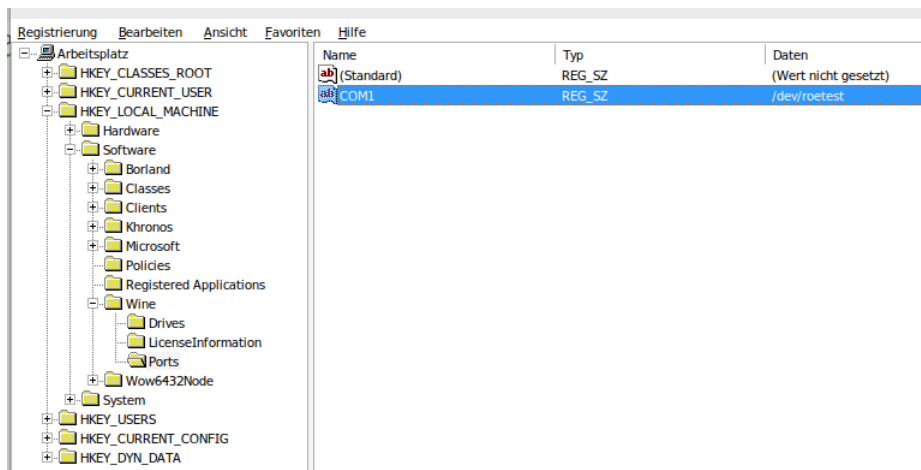 Registrierung Bearbeiten Ansicht Favoriten Hilfe
Arbeitsplatz
HKEY_CLASSES_ROOT
HKEY_CURRENT_USER
HKEY_LOCAL_MACHINE
Hardware
Software
Borland
Classes
Clients
Khronos
Microsoft
Policies
Registered Applications
Wine
Drives
LicenseInformation
Ports
Wow6432Node
System
HKEY_USERS
HKEY_CURRENT_CONFIG
HKEY_DYN_DATA
Name Typ Daten
ab (Standard) REG_SZ (Wert nicht gesetzt)
ab COM1 REG_SZ /dev/roetest